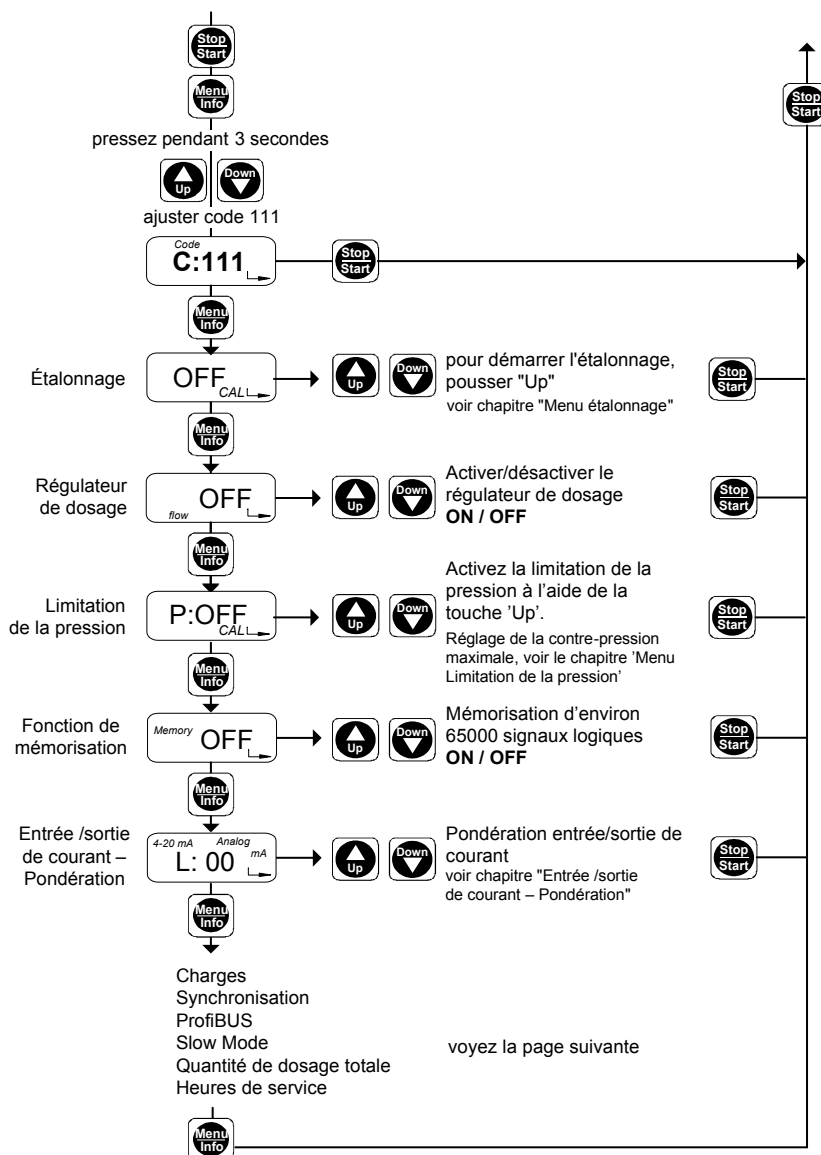 Stop
Start
Menu
Info
Stop
Start
pressez pendant 3 secondes
Up
Down
ajuster code 111
Code
C:111
Stop
Start
Menu
Info
Étalonnage
OFF
CAL
Up
Down
pour démarrer l'étalonnage,
pousser "Up"
voir chapitre "Menu étalonnage"
Stop
Start
Menu
Info
Régulateur
de dosage
OFF
flow
Up
Down
Activer/désactiver le
régulateur de dosage
ON / OFF
Stop
Start
Menu
Info
Limitation
de la pression
P:OFF
CAL
Up
Down
Activez la limitation de la
pression à l’aide de la
touche ’Up’.
Réglage de la contre-pression
maximale, voir le chapitre ’Menu
Limitation de la pression’
Stop
Start
Menu
Info
Fonction de
mémorisation
Memory
OFF
Up
Down
Mémorisation d’environ
65000 signaux logiques
ON / OFF
Stop
Start
Menu
Info
Entrée /sortie
de courant –
Pondération
4-20 mA
Analog
L: 00
mA
Up
Down
Pondération entrée/sortie de
courant
voir chapitre "Entrée /sortie
de courant – Pondération"
Stop
Start
Menu
Info
Charges
Synchronisation
ProfiBUS
Slow Mode
Quantité de dosage totale
Heures de service
voyez la page suivante
Menu
Info